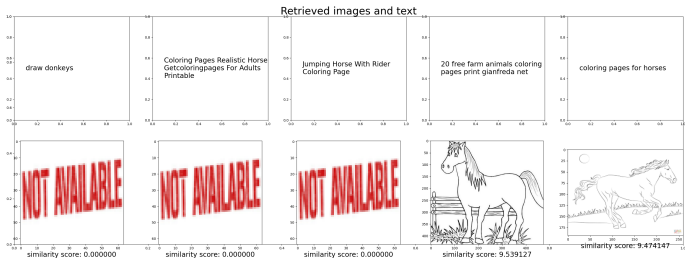 Retrieved images and text
draw donkeys
Coloring Pages Realistic Horse
Getcoloringpages For Adults
Printable
Jumping Horse With Rider
Coloring Page
20 free farm animals coloring
pages print gianfreda net
coloring pages for horses
NOT AVAILABLE
NOT AVAILABLE
NOT AVAILABLE
similarity score: 0.000000
similarity score: 0.000000
similarity score: 0.000000
similarity score: 9.539127
similarity score: 9.474147